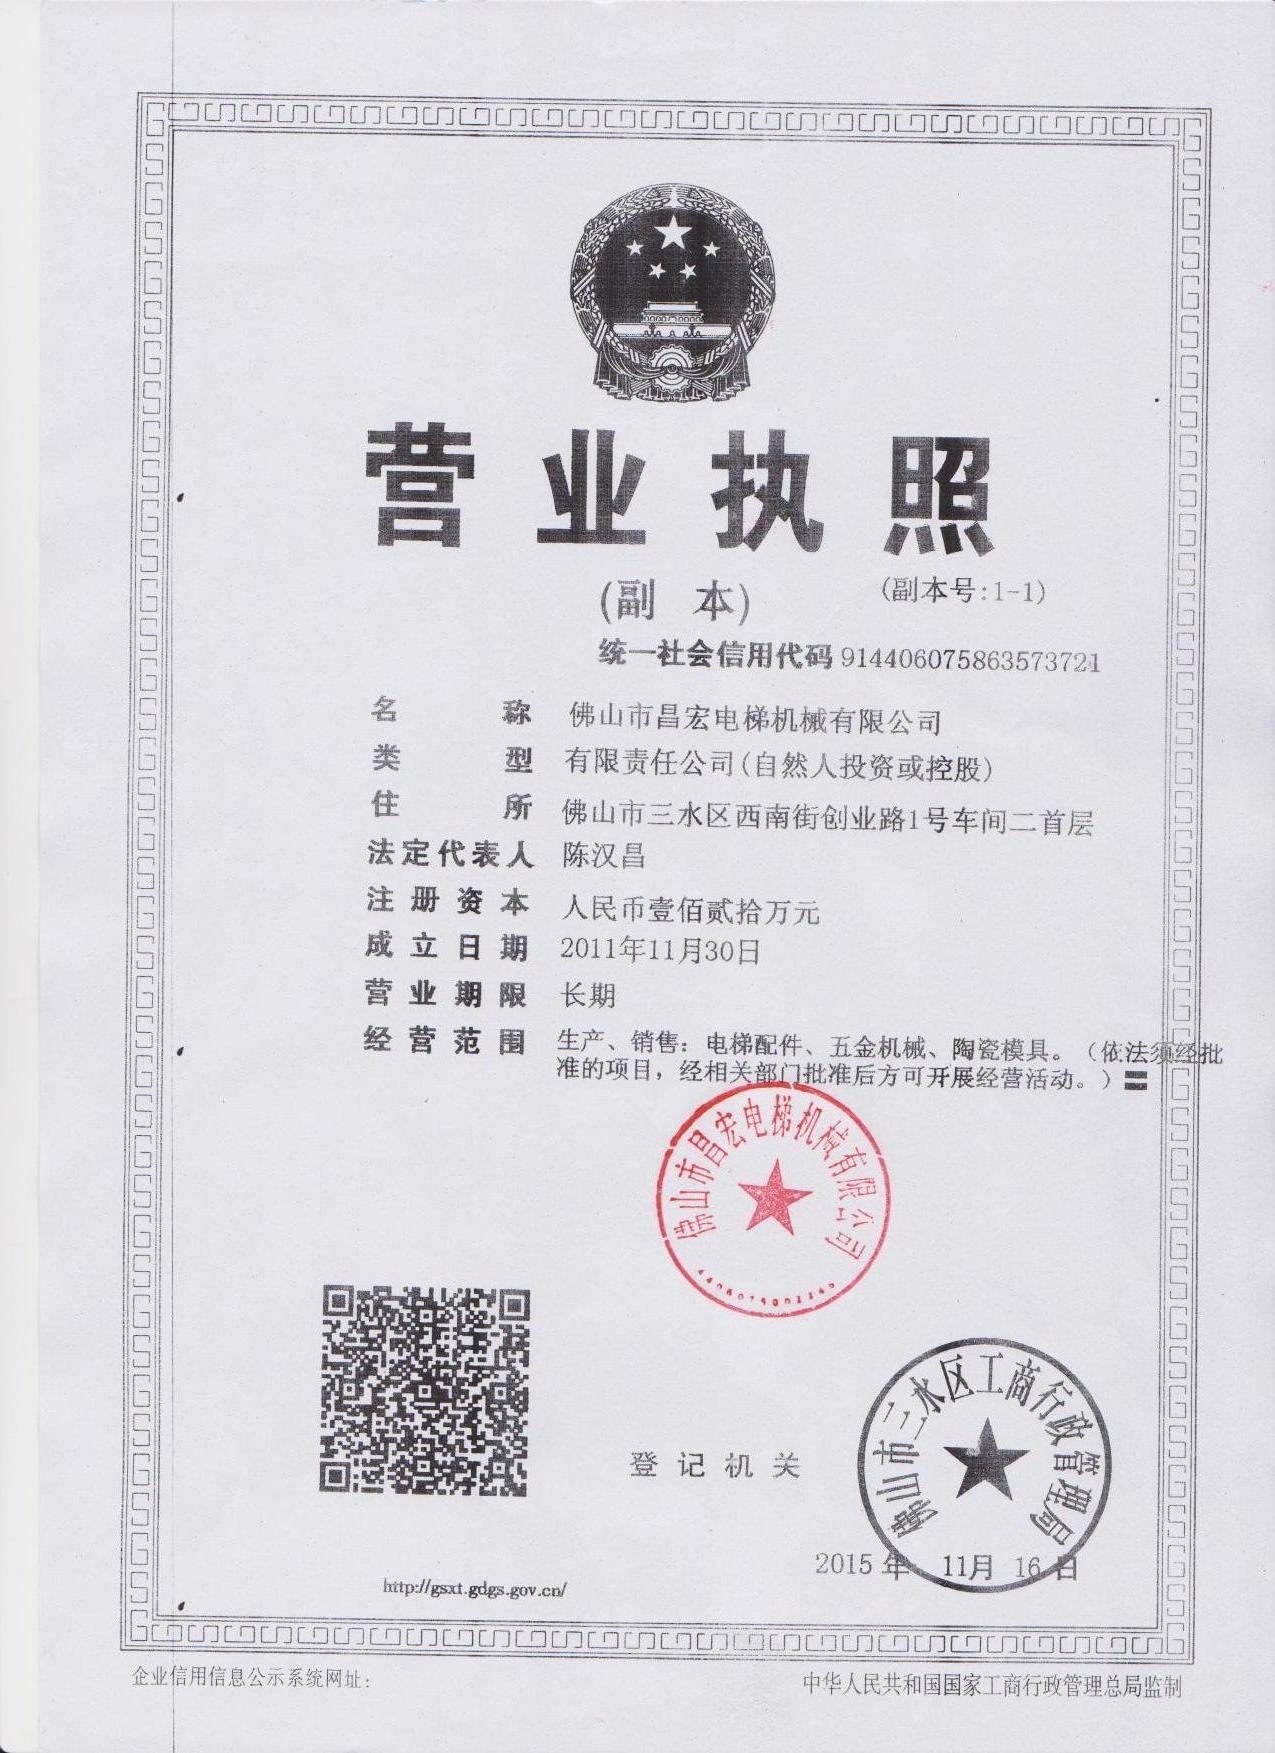 营业执照
(副 本)
(副本号:1-1)
统一社会信用代码 914406075863573721
名称 佛山市昌宏电梯机械有限公司
类型 有限责任公司(自然人投资或控股)
住所 佛山市三水区西南街创业路1号车间二首层
法定代表人 陈汉昌
注册资本 人民币壹佰贰拾万元
成立日期 2011年11月30日
营业期限 长期
经营范围 生产、销售：电梯配件、五金机械、陶瓷模具。（依法须经批
准的项目，经相关部门批准后方可开展经营活动。）〓
佛山市昌宏电梯机械有限公司
登记机关
佛山市三水区工商行政管理局
2015 年 11月 16 日
http://gsxt.gdgs.gov.cn/
企业信用信息公示系统网址:
中华人民共和国国家工商行政管理总局监制